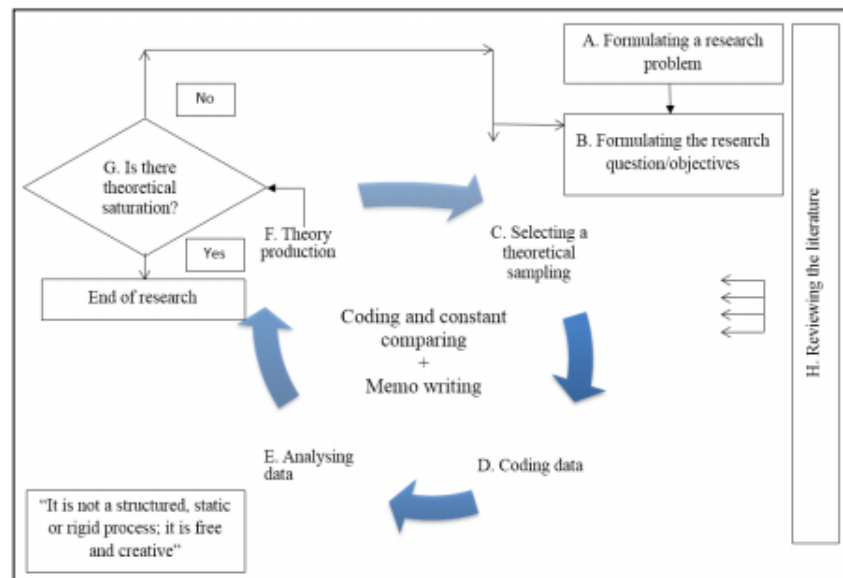 A. Formulating a research
problem
No
B. Formulating the research
question/objectives
G. Is there
theoretical
saturation?
Yes
F. Theory
production
C. Selecting a
theoretical
sampling
End of research
Coding and constant
comparing
+
Memo writing
E. Analysing
data
D. Coding data
"It is not a structured, static
or rigid process; it is free
and creative"
H. Reviewing the literature